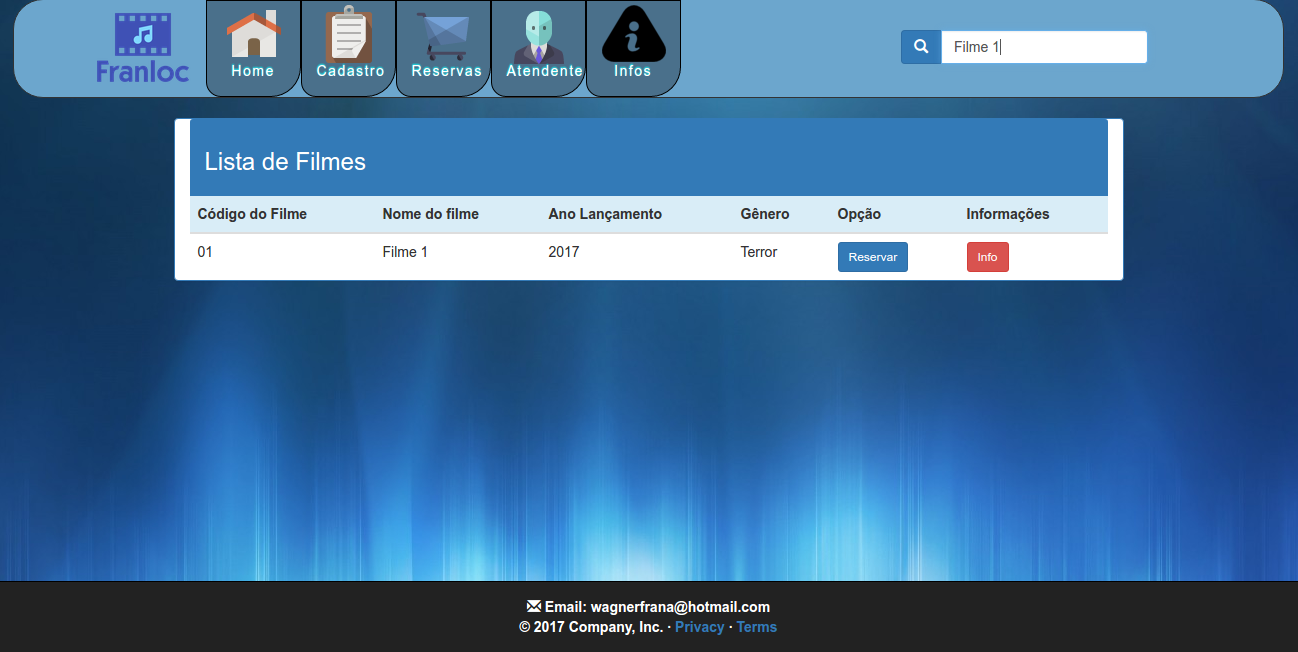 Franloc
Home
Cadastro
Reservas
Atendente
Infos
Filme 1
Lista de Filmes
Código do Filme Nome do filme Ano Lançamento Gênero Opção Informações
01 Filme 1 2017 Terror Reservar Info
Email: wagnerfrana@hotmail.com
© 2017 Company, Inc. · Privacy · Terms